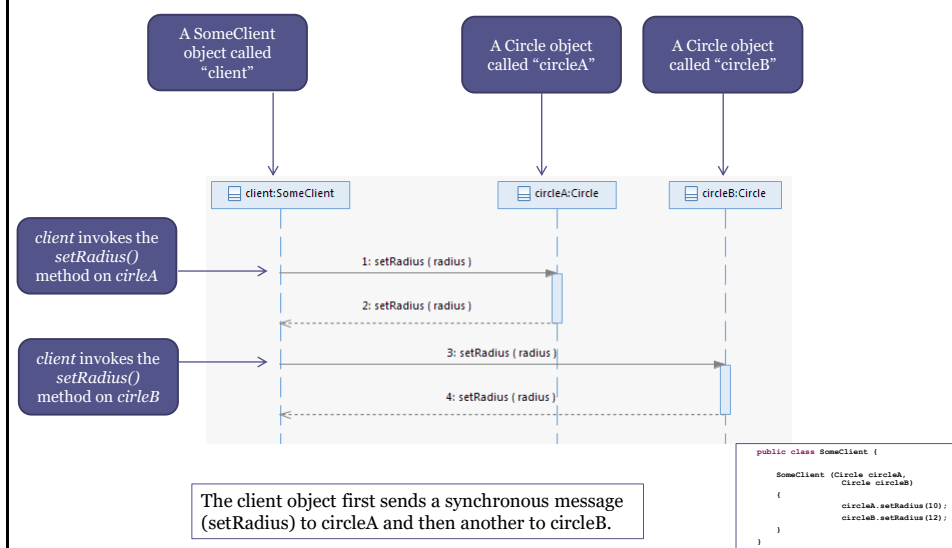 A SomeClient
object called
“client”
A Circle object
called “circleA”
A Circle object
called “circleB”
client:SomeClient
circleA:Circle
circleB:Circle
client invokes the
setRadius()
method on cirleA
1: setRadius ( radius )
2: setRadius ( radius )
client invokes the
setRadius()
method on cirleB
3: setRadius ( radius )
4: setRadius ( radius )
The client object first sends a synchronous message
(setRadius) to circleA and then another to circleB.
public class SomeClient {
SomeClient (Circle circleA,
Circle circleB)
{
circleA.setRadius(10);
circleB.setRadius(12);
}
}